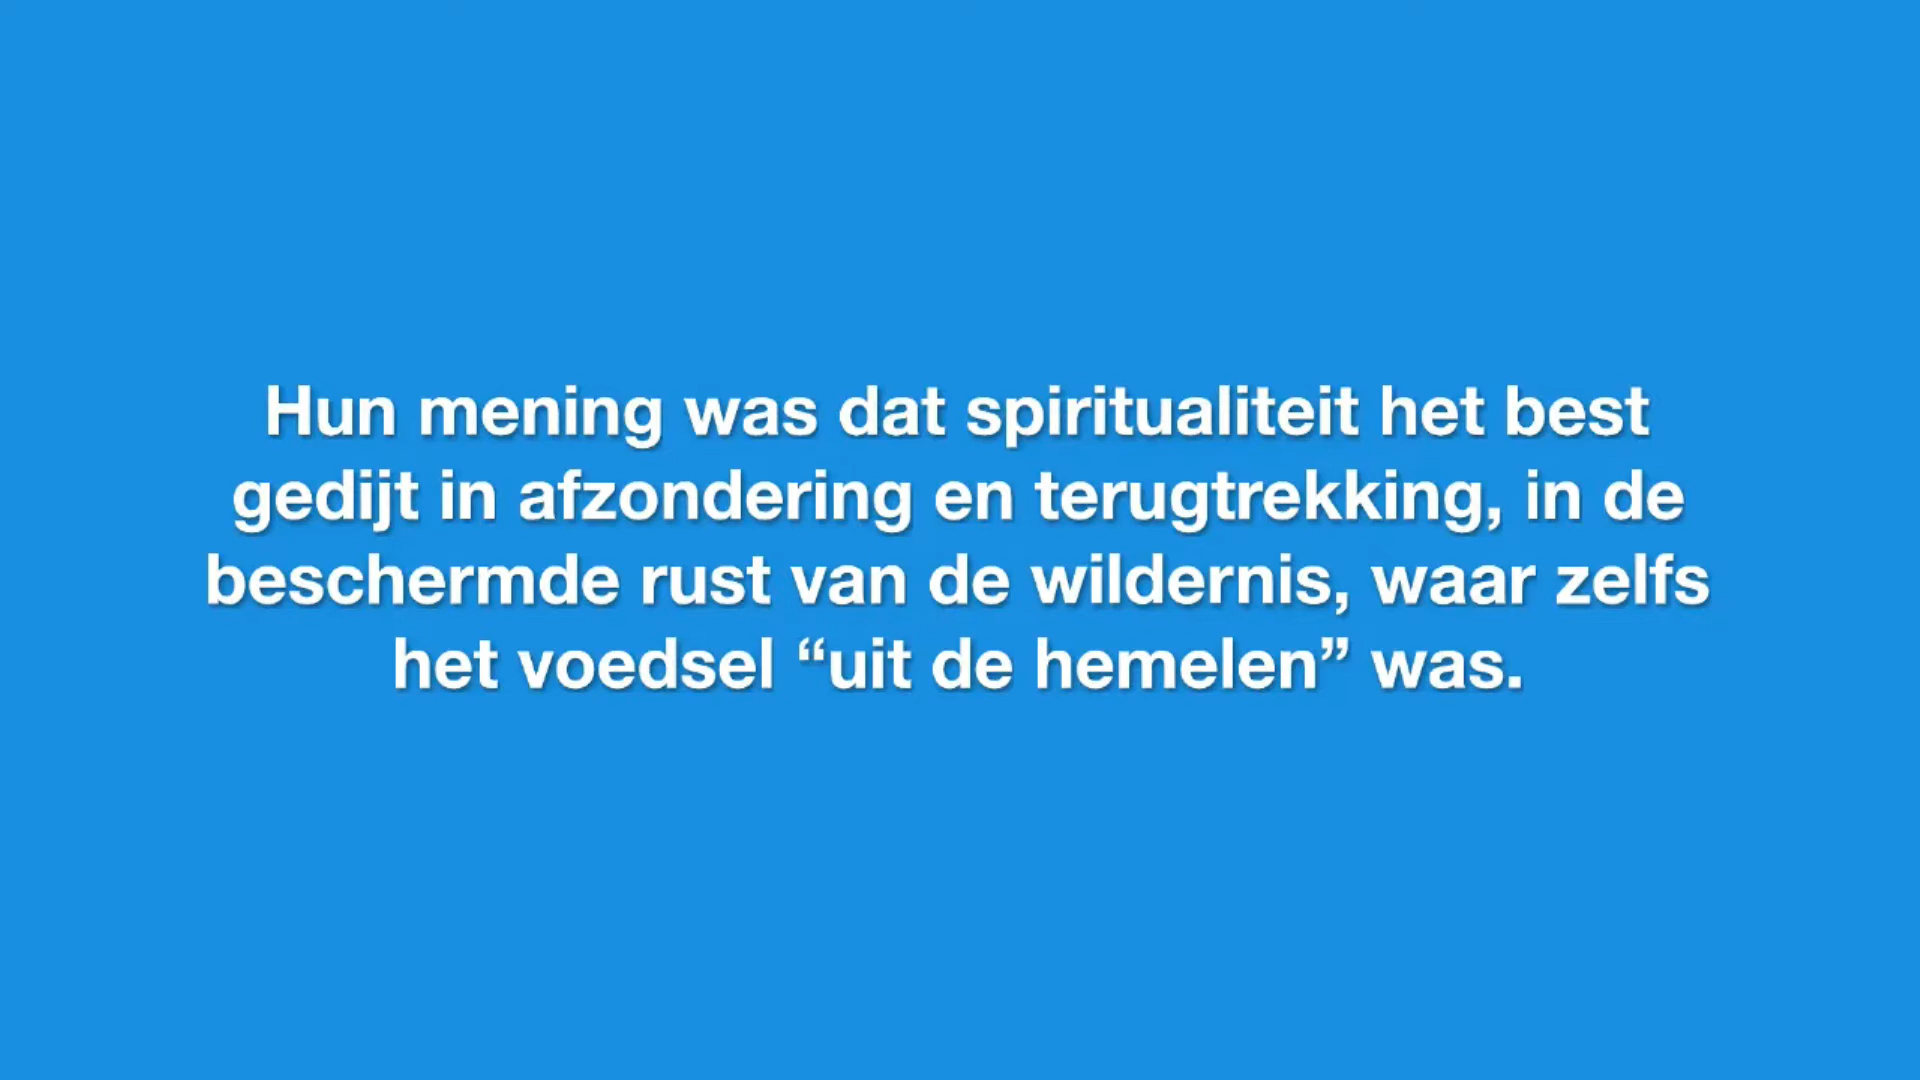 Hun mening was dat spiritualiteit het best
gedijt in afzondering en terugtrekking, in de
beschermde rust van de wildernis, waar zelfs
het voedsel “uit de hemelen” was.